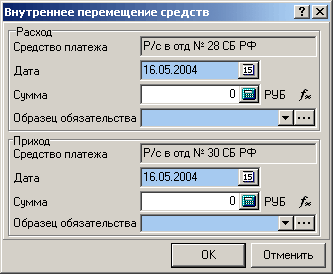 Внутреннее перемещение средств
Расход
Средство платежа Р/с в отд № 28 СБ РФ
Дата 16.05.2004 15
Сумма 0 РУБ fx
Образец обязательства
Приход
Средство платежа Р/с в отд № 30 СБ РФ
Дата 16.05.2004 15
Сумма 0 РУБ fx
Образец обязательства
OK Отменить